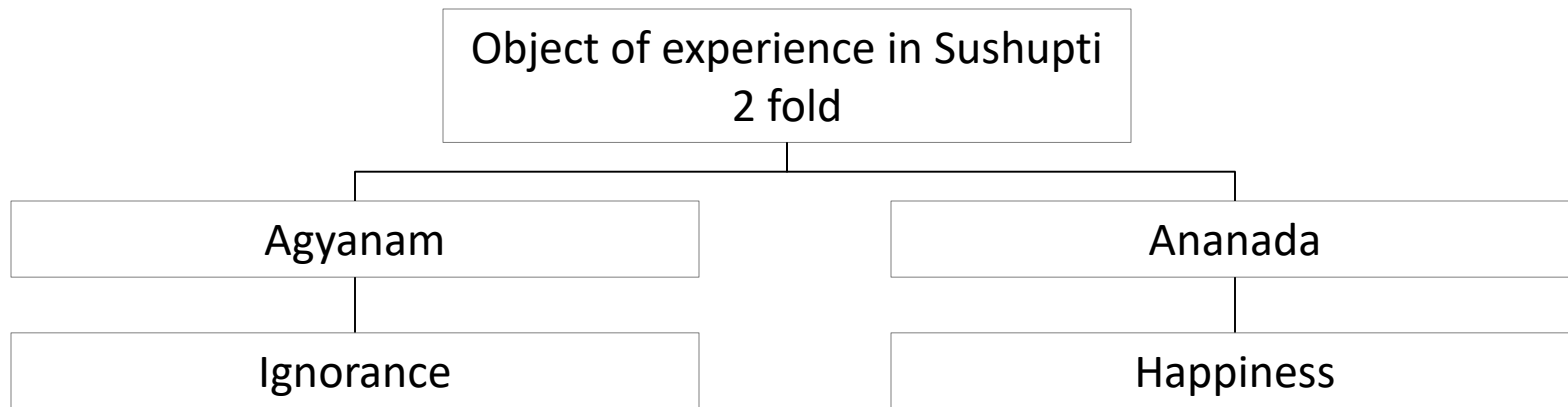 Object of experience in Sushupti
2 fold
Agyanam
Ananada
Ignorance
Happiness